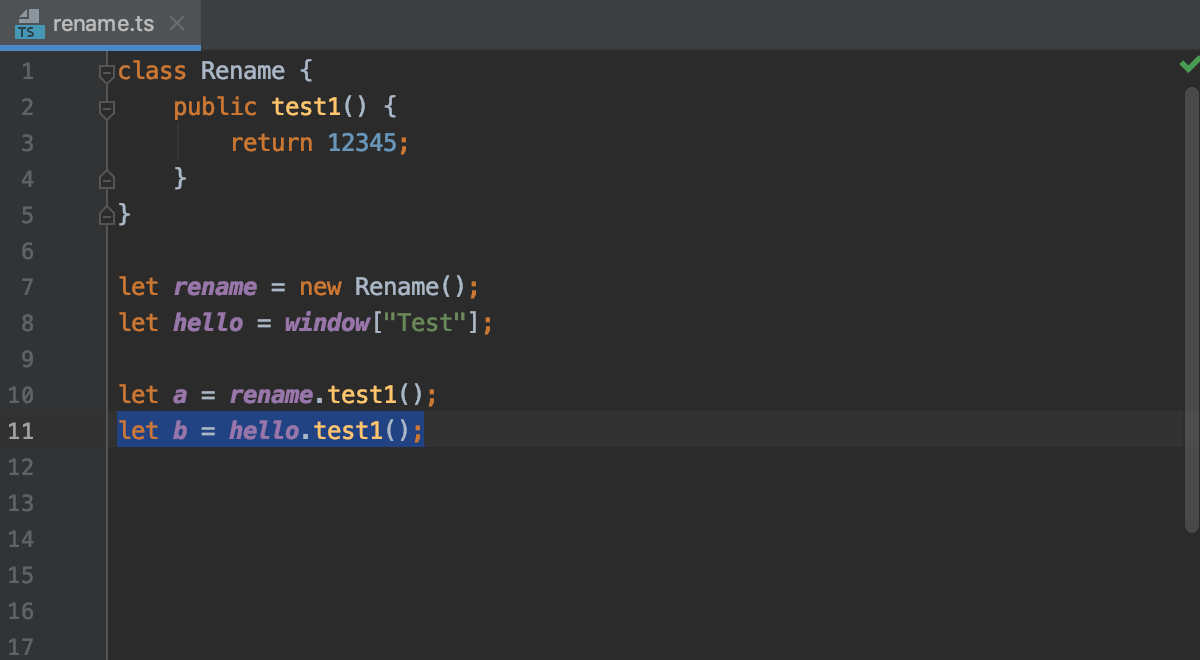 TS rename.ts
1 class Rename {
2     public test1() {
3         return 12345;
4     }
5 }
6
7 let rename = new Rename();
8 let hello = window["Test"];
9
10 let a = rename.test1();
11 let b = hello.test1();
12
13
14
15
16
17